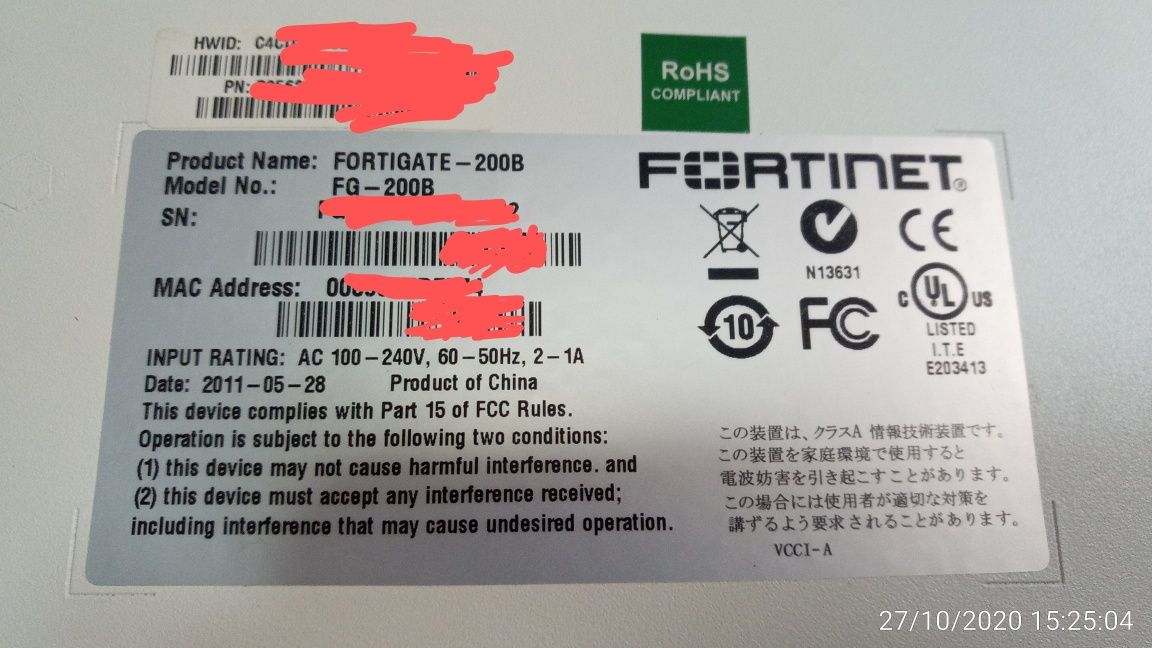 HWID: C4C
PN:
RoHS
COMPLIANT
Product Name: FORTIGATE-200B
Model No.: FG-200B
SN:
MAC Address: 00
INPUT RATING: AC 100-240V, 60-50Hz, 2-1A
Date: 2011-05-28 Product of China
This device complies with Part 15 of FCC Rules.
Operation is subject to the following two conditions:
(1) this device may not cause harmful interference. and
(2) this device must accept any interference received;
including interference that may cause undesired operation.
FORTINET®
N13631
CE
10
FC
C UL US
LISTED
I.T.E
E203413
この装置は、クラスA 情報技術装置です。
この装置を家庭環境で使用すると
電波妨害を引き起こすことがあります。
この場合には使用者が適切な対策を
講ずるよう要求されることがあります。
VCCI-A
27/10/2020 15:25:04